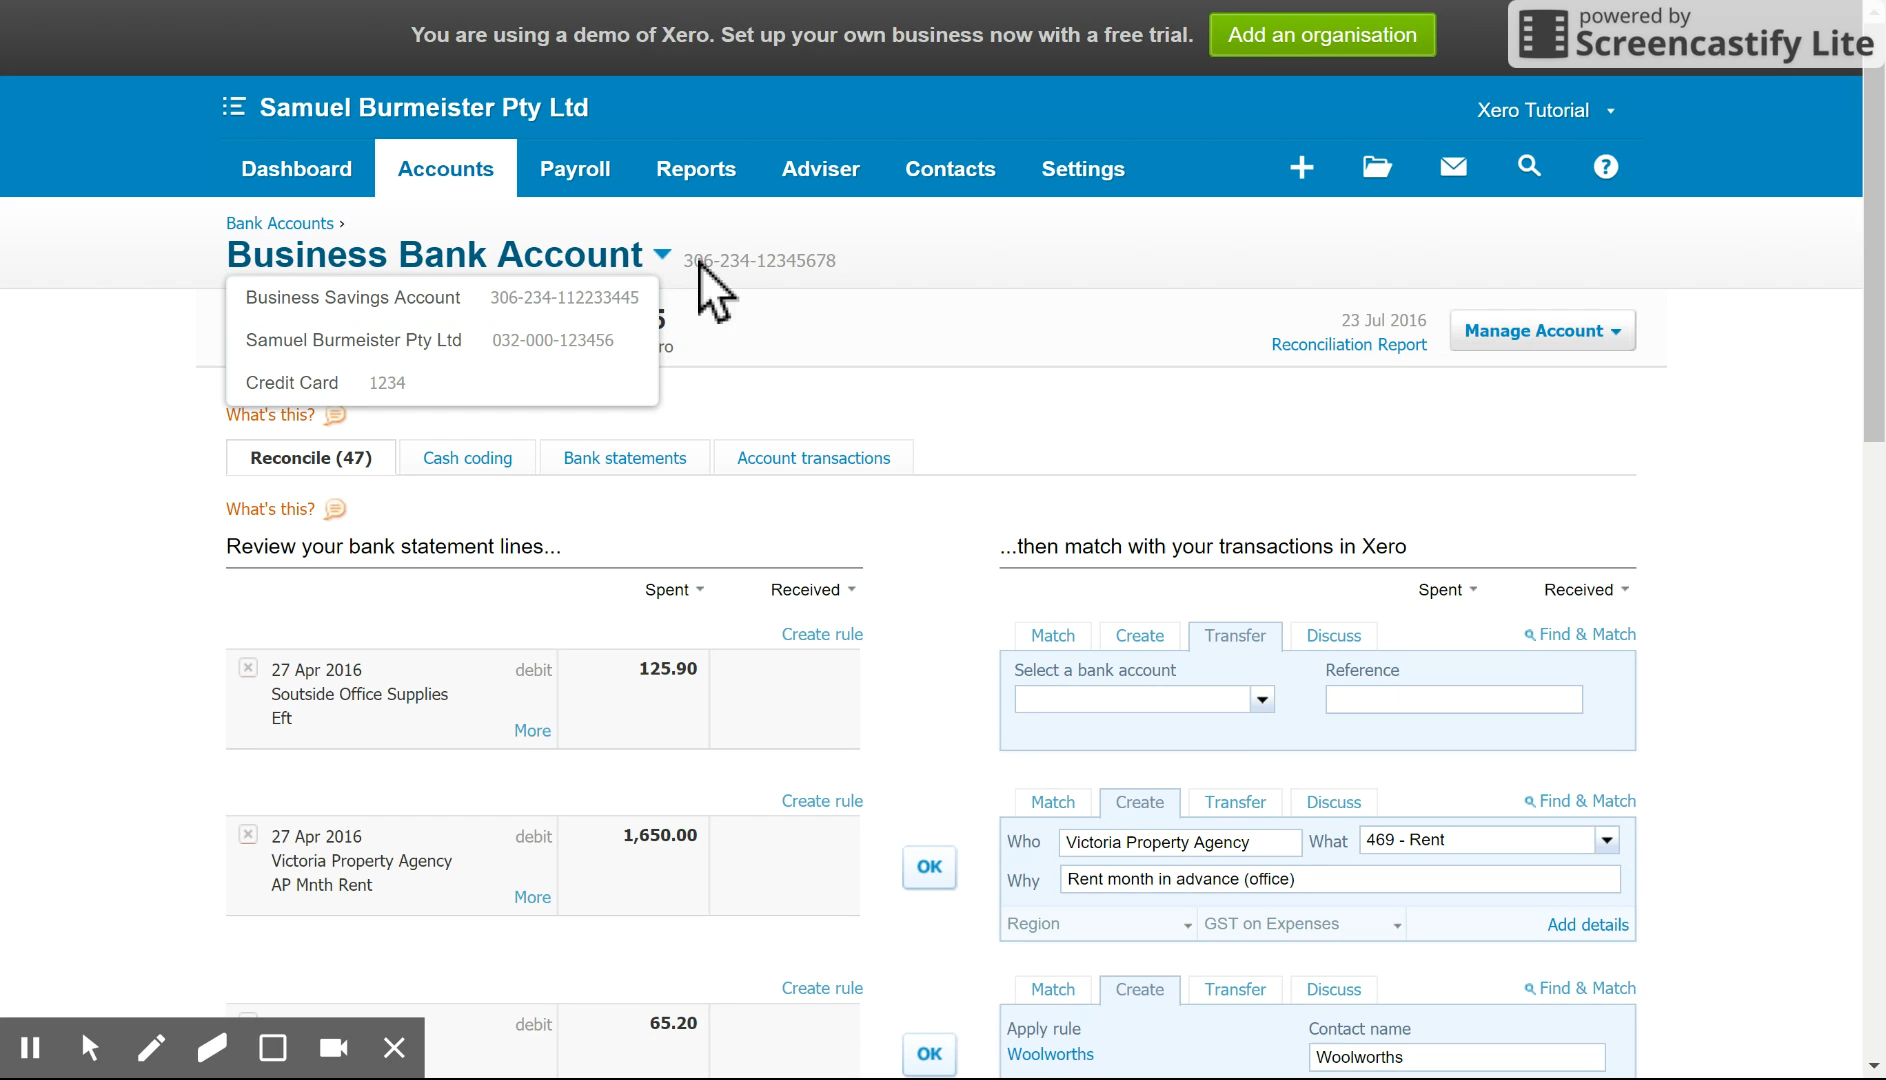 You are using a demo of Xero. Set up your own business now with a free trial.
Add an organisation
powered by
Screencastify Lite
Samuel Burmeister Pty Ltd
Xero Tutorial
Dashboard Accounts Payroll Reports Adviser Contacts Settings
Bank Accounts ›
Business Bank Account 306-234-12345678
Business Savings Account 306-234-112233445
Samuel Burmeister Pty Ltd 032-000-123456
Credit Card 1234
5
ro
23 Jul 2016
Reconciliation Report
Manage Account
What's this?
Reconcile (47) Cash coding Bank statements Account transactions
What's this?
Review your bank statement lines... ...then match with your transactions in Xero
Spent Received Spent Received
Create rule Match Create Transfer Discuss Find & Match
27 Apr 2016 debit 125.90
Soutside Office Supplies
Eft
More
Select a bank account Reference
Create rule Match Create Transfer Discuss Find & Match
27 Apr 2016 debit 1,650.00
Victoria Property Agency
AP Mnth Rent
More
OK
Who Victoria Property Agency What 469 - Rent
Why Rent month in advance (office)
Region GST on Expenses Add details
Create rule Match Create Transfer Discuss Find & Match
debit 65.20
OK
Apply rule Contact name
Woolworths Woolworths